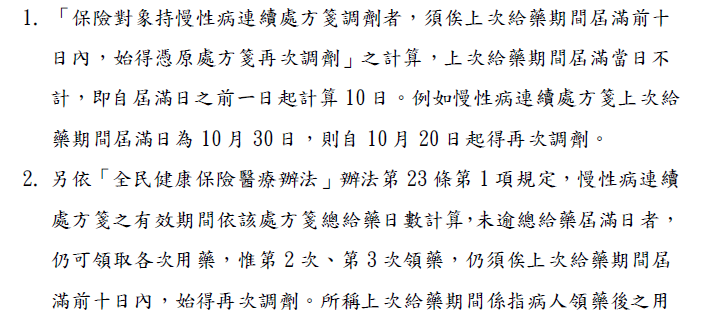 1. 「保險對象持慢性病連續處方箋調劑者，須俟上次給藥期間屆滿前十
日內，始得憑原處方箋再次調劑」之計算，上次給藥期間屆滿當日不
計，即自屆滿日之前一日起計算 10 日。例如慢性病連續處方箋上次給
藥期間屆滿日為 10 月 30 日，則自 10 月 20 日起得再次調劑。
2. 另依「全民健康保險醫療辦法」辦法第 23 條第 1 項規定，慢性病連續
處方箋之有效期間依該處方箋總給藥日數計算，未逾總給藥屆滿日者，
仍可領取各次用藥，惟第 2 次、第 3 次領藥，仍須俟上次給藥期間屆
滿前十日內，始得再次調劑。所稱上次給藥期間係指病人領藥後之用